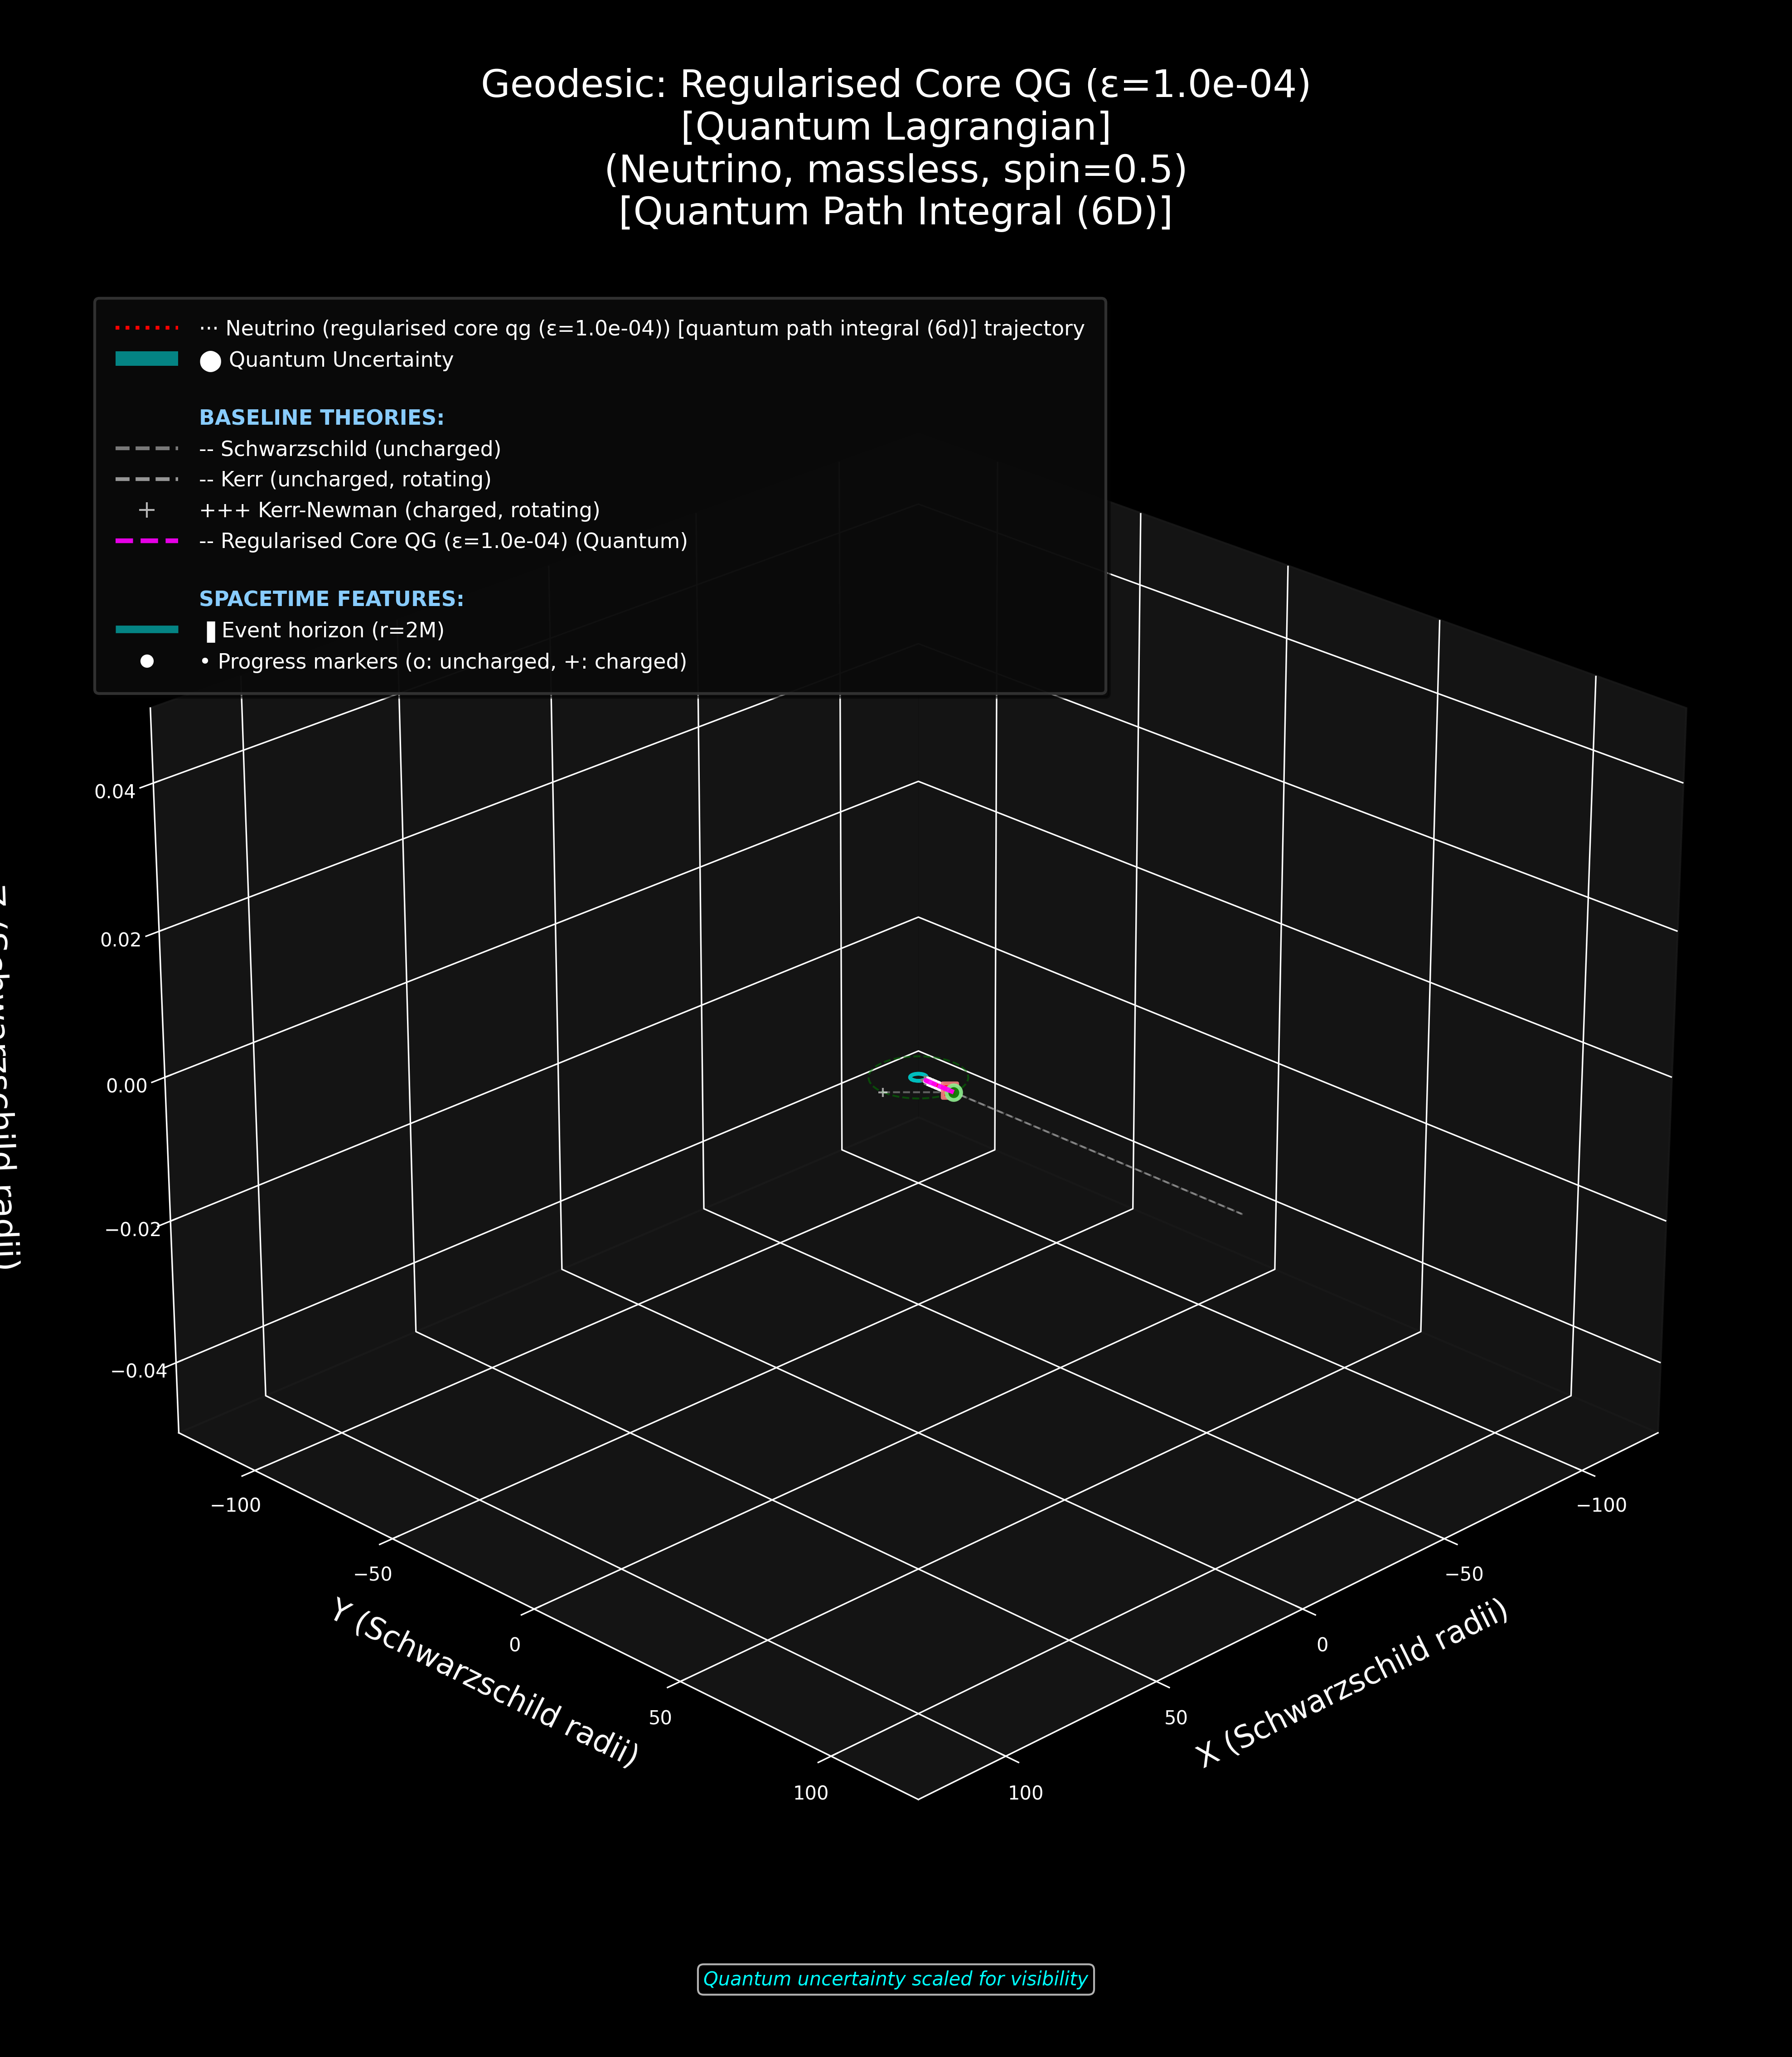 Geodesic: Regularised Core QG (ε=1.0e-04)
[Quantum Lagrangian]
(Neutrino, massless, spin=0.5)
[Quantum Path Integral (6D)]
··· Neutrino (regularised core qg (ε=1.0e-04)) [quantum path integral (6d)] trajectory
● Quantum Uncertainty
BASELINE THEORIES:
-- Schwarzschild (uncharged)
-- Kerr (uncharged, rotating)
+++ Kerr-Newman (charged, rotating)
-- Regularised Core QG (ε=1.0e-04) (Quantum)
SPACETIME FEATURES:
▌Event horizon (r=2M)
• Progress markers (o: uncharged, +: charged)
0.04
0.02
0.00
−0.02
−0.04
Z (Schwarzschild radii)
−100
−50
0
50
100
Y (Schwarzschild radii)
−100
−50
0
50
100
X (Schwarzschild radii)
Quantum uncertainty scaled for visibility